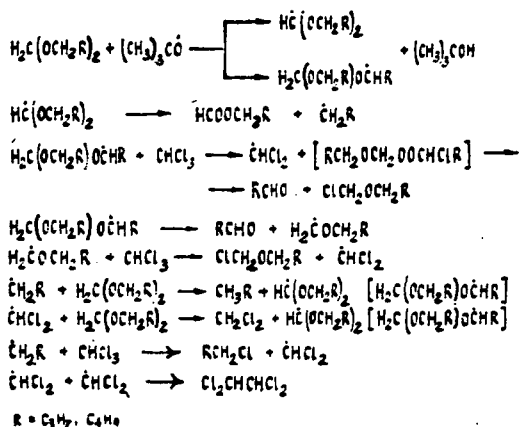 HĊ(OCH₂R)₂
H₂C(OCH₂R)₂ + (CH₃)₃CȮ → + (CH₃)₃COH
H₂C(OCH₂R)OĊHR
HĊ(OCH₂R)₂ → HCOOCH₂R + ĊH₂R
H₂C(OCH₂R)OĊHR + CHCl₃ → ĊHCl₂ + [RCH₂OCH₂OOCHClR] →
→ RCHO + ClCH₂OCH₂R
H₂C(OCH₂R)OĊHR → RCHO + H₂ĊOCH₂R
H₂ĊOCH₂R + CHCl₃ → ClCH₂OCH₂R + ĊHCl₂
ĊH₂R + H₂C(OCH₂R)₂ → CH₃R + HĊ(OCH₂R)₂ [H₂C(OCH₂R)OĊHR]
ĊHCl₂ + H₂C(OCH₂R)₂ → CH₂Cl₂ + HĊ(OCH₂R)₂ [H₂C(OCH₂R)OĊHR]
ĊH₂R + CHCl₃ → RCH₂Cl + ĊHCl₂
ĊHCl₂ + ĊHCl₂ → Cl₂CHCHCl₂
R = C₃H₇, C₄H₉